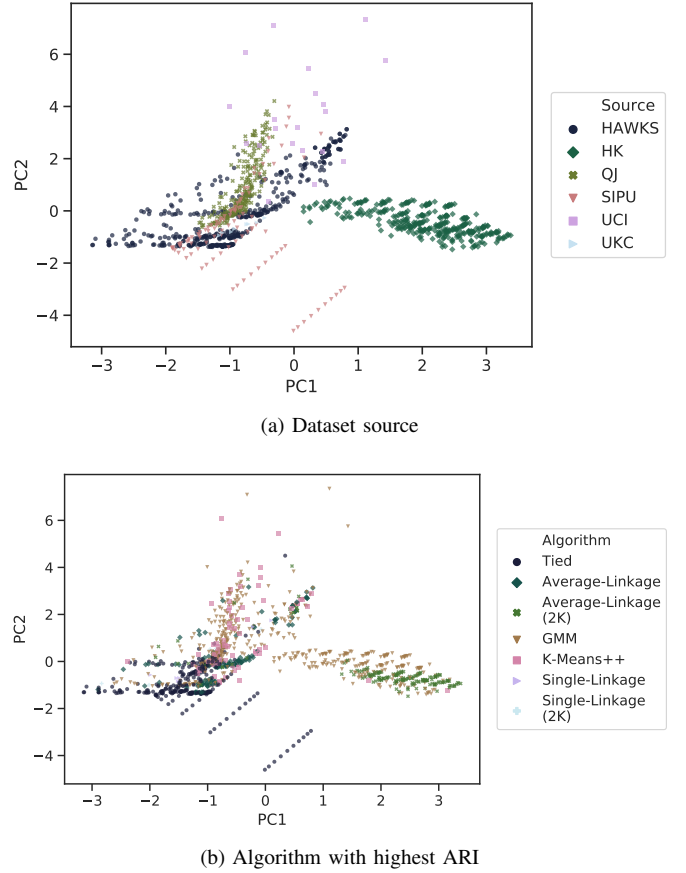 6
4
2
0
−2
−4
PC2
−3
−2
−1
0
1
2
3
PC1
Source
HAWKS
HK
QJ
SIPU
UCI
UKC
(a) Dataset source
6
4
2
0
−2
−4
PC2
−3
−2
−1
0
1
2
3
PC1
Algorithm
Tied
Average-Linkage
Average-Linkage
(2K)
GMM
K-Means++
Single-Linkage
Single-Linkage
(2K)
(b) Algorithm with highest ARI